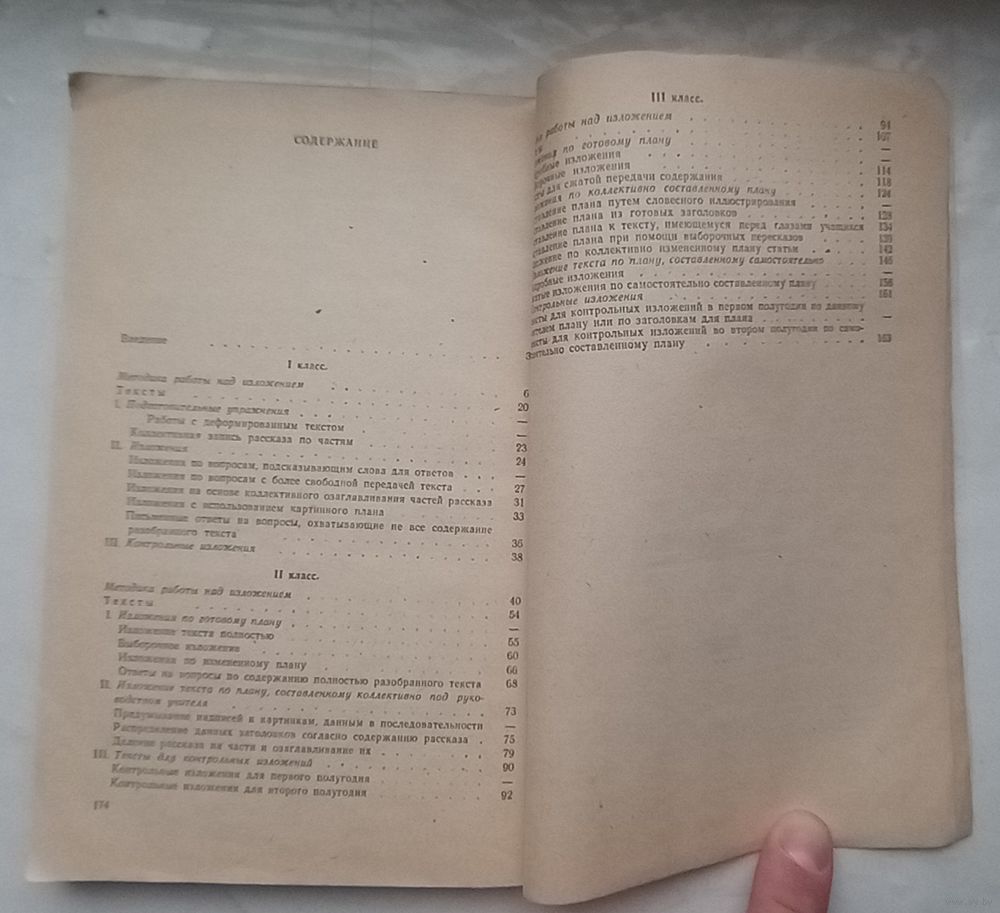 СОДЕРЖАНИЕ
Введение
I класс.
Методика работы над изложением 6
Тексты 20
I. Подготовительные упражнения —
Работы с деформированным текстом —
Коллективная запись рассказа по частям 23
II. Изложения 24
Изложения по вопросам, подсказывающим слова для ответов —
Изложения по вопросам с более свободной передачей текста 27
Изложения на основе коллективного озаглавливания частей рассказа 31
Изложения с использованием картинного плана 33
Письменные ответы на вопросы, охватывающие не все содержание
разобранного текста 36
III. Контрольные изложения 38
II класс.
Методика работы над изложением 40
Тексты 54
I. Изложения по готовому плану —
Изложение текста полностью 55
Выборочное изложение 60
Изложения по измененному плану 66
Ответы на вопросы по содержанию полностью разобранного текста 68
II. Изложение текста по плану, составленному коллективно под руко-
водством учителя 73
Придумывание надписей к картинкам, данным в последовательности —
Распределение данных заголовков согласно содержанию рассказа 75
Деление рассказа на части и озаглавливание их 79
III. Тексты для контрольных изложений 90
Контрольные изложения для первого полугодия —
Контрольные изложения для второго полугодия 92
174
III класс.
работы над изложением 94
107
по готовому плану —
изложения —
изложения 114
для сжатой передачи содержания 118
по коллективно составленному плану 124
плана путем словесного иллюстрирования —
плана из готовых заголовков 128
плана к тексту, имеющемуся перед глазами учащихся 134
плана при помощи выборочных пересказов 139
по коллективно измененному плану статьи 142
текста по плану, составленному самостоятельно 146
изложения —
изложения по самостоятельно составленному плану 156
изложения 161
для контрольных изложений в первом полугодии по данному
плану или по заголовкам для плана —
для контрольных изложений во втором полугодии по само-
составленному плану 163